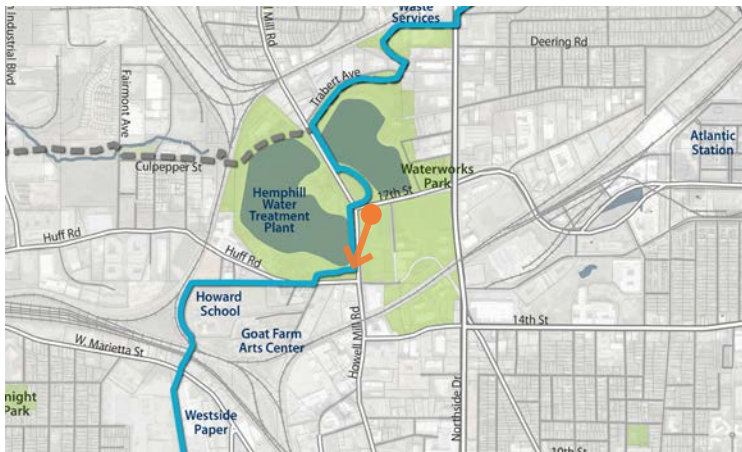 Waste
Services
Industrial Blvd
Mill Rd
Deering Rd
Fairmont Ave
Trabert Ave
Atlantic
Station
Culpepper St
Waterworks
Park
17th St
Hemphill
Water
Treatment
Plant
Huff Rd
Huff Rd
Howard
School
14th St
Goat Farm
Arts Center
W. Marietta St
Howell Mill Rd
Northside Dr
night
Park
Westside
Paper
10th St